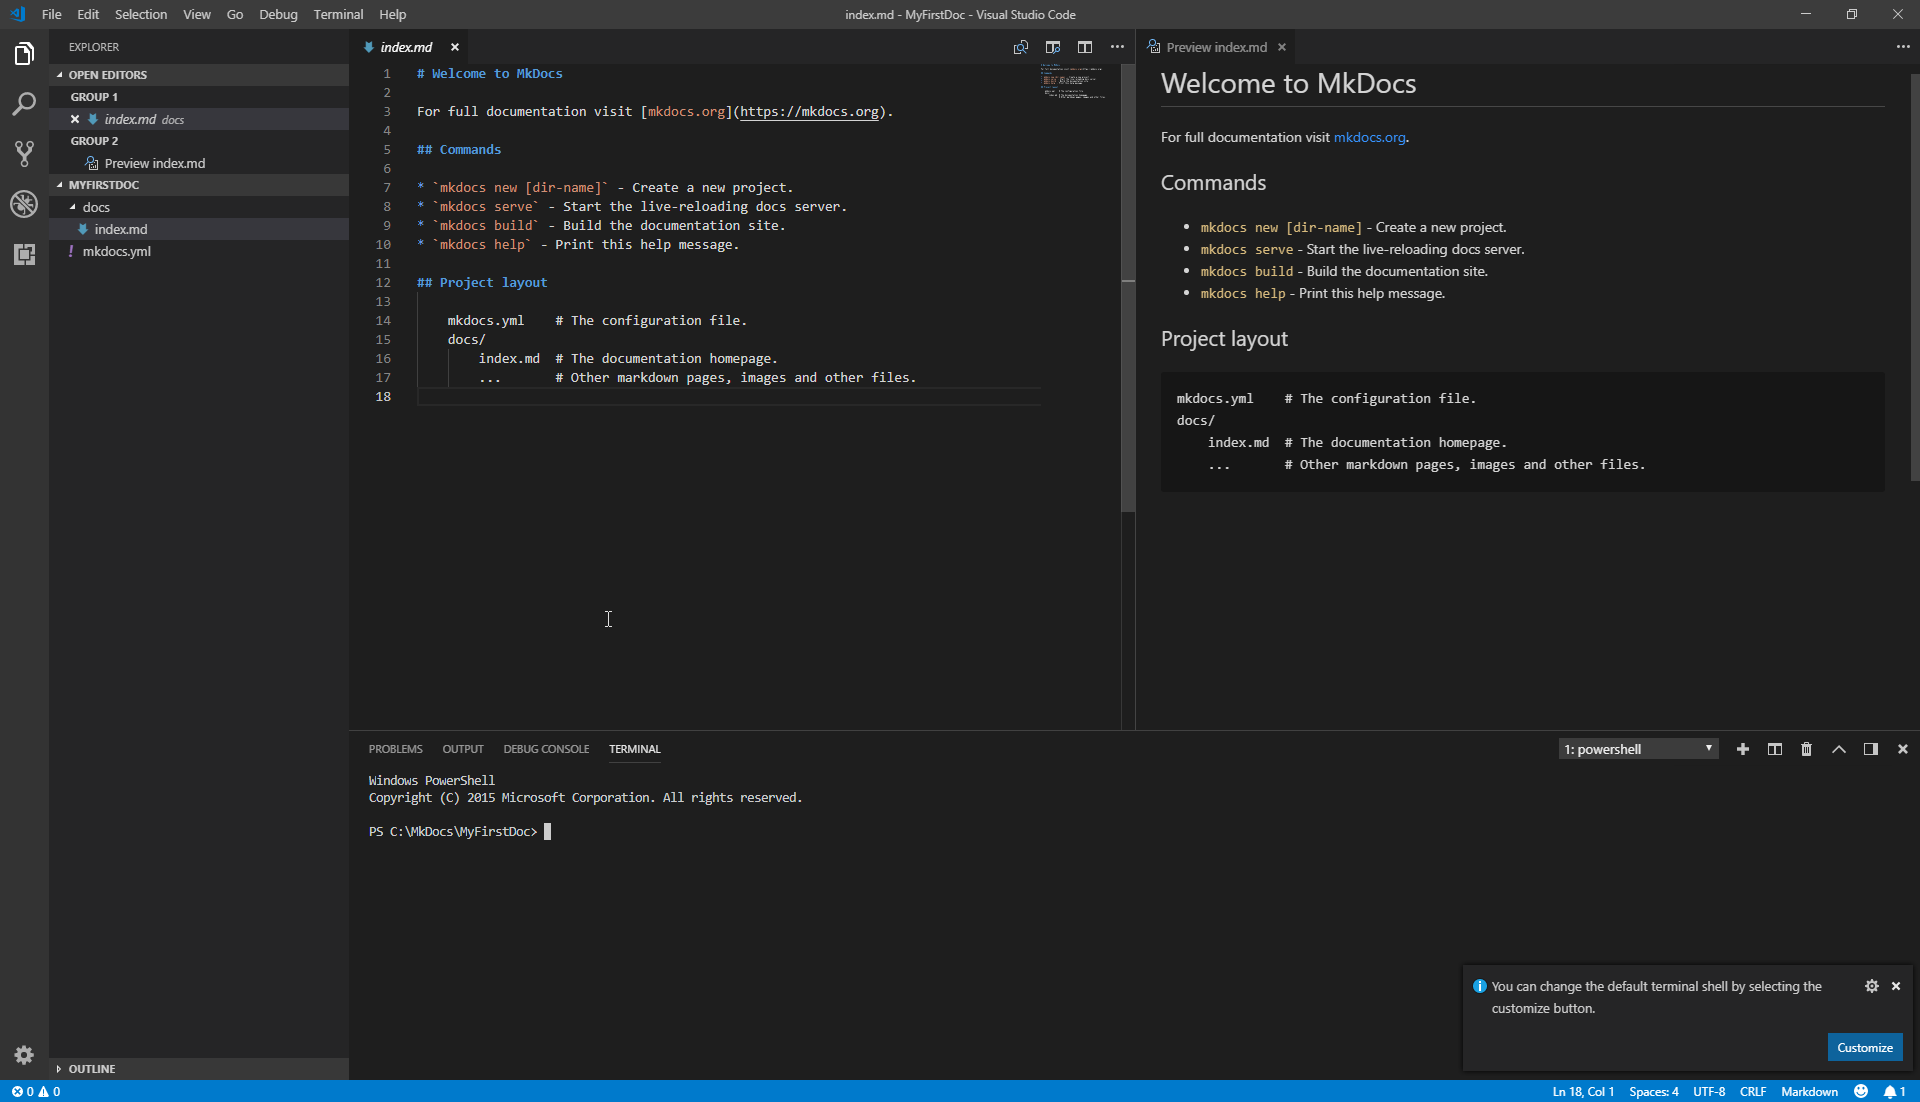 File Edit Selection View Go Debug Terminal Help
index.md - MyFirstDoc - Visual Studio Code
EXPLORER
OPEN EDITORS
GROUP 1
index.md docs
GROUP 2
Preview index.md
MYFIRSTDOC
docs
index.md
! mkdocs.yml
OUTLINE
index.md
1 # Welcome to MkDocs
2
3 For full documentation visit [mkdocs.org](https://mkdocs.org).
4
5 ## Commands
6
7 * `mkdocs new [dir-name]` - Create a new project.
8 * `mkdocs serve` - Start the live-reloading docs server.
9 * `mkdocs build` - Build the documentation site.
10 * `mkdocs help` - Print this help message.
11
12 ## Project layout
13
14     mkdocs.yml    # The configuration file.
15     docs/
16         index.md  # The documentation homepage.
17         ...       # Other markdown pages, images and other files.
18
Preview index.md
Welcome to MkDocs
For full documentation visit mkdocs.org.
Commands
• mkdocs new [dir-name] - Create a new project.
• mkdocs serve - Start the live-reloading docs server.
• mkdocs build - Build the documentation site.
• mkdocs help - Print this help message.
Project layout
mkdocs.yml    # The configuration file.
docs/
    index.md  # The documentation homepage.
    ...       # Other markdown pages, images and other files.
PROBLEMS OUTPUT DEBUG CONSOLE TERMINAL
1: powershell
Windows PowerShell
Copyright (C) 2015 Microsoft Corporation. All rights reserved.
PS C:\MkDocs\MyFirstDoc>
You can change the default terminal shell by selecting the
customize button.
Customize
0 0
Ln 18, Col 1 Spaces: 4 UTF-8 CRLF Markdown 1